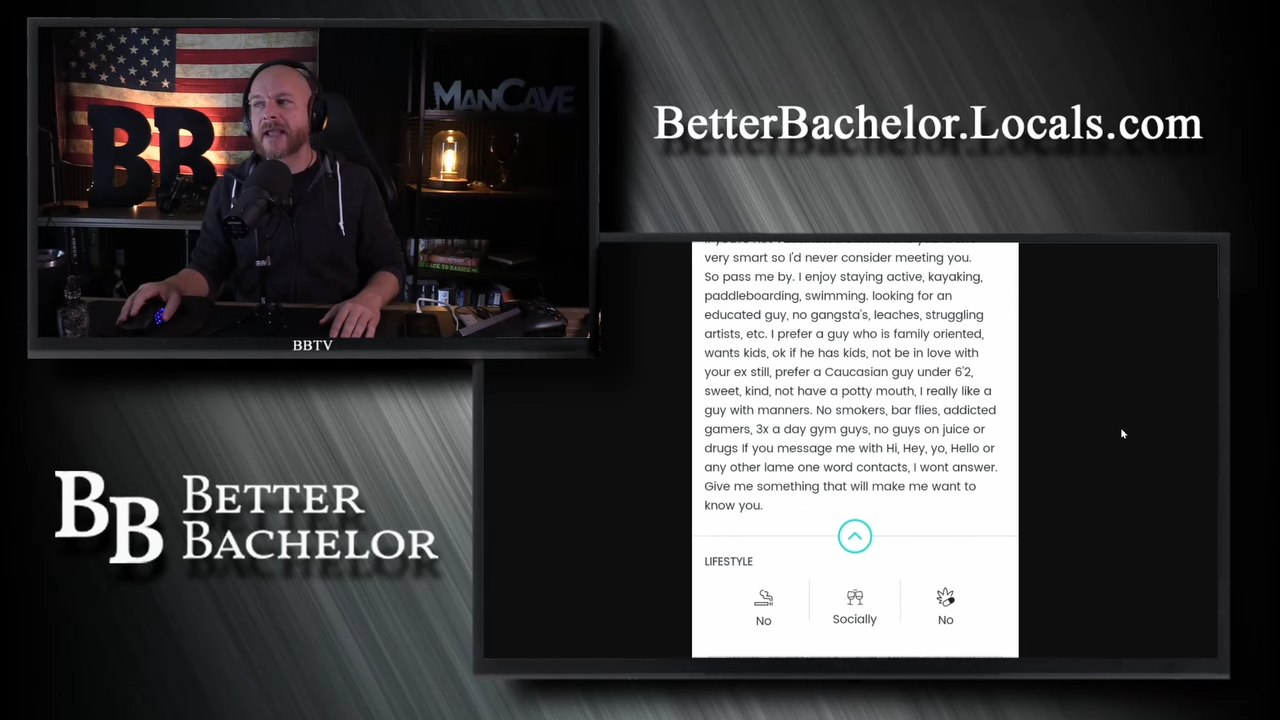 BB
MANCAVE
BACK TO BASICS
BBTV
BetterBachelor.Locals.com
BB BETTER
BACHELOR
very smart so I'd never consider meeting you.
So pass me by. I enjoy staying active, kayaking,
paddleboarding, swimming. looking for an
educated guy, no gangsta's, leaches, struggling
artists, etc. I prefer a guy who is family oriented,
wants kids, ok if he has kids, not be in love with
your ex still, prefer a Caucasian guy under 6'2,
sweet, kind, not have a potty mouth, I really like a
guy with manners. No smokers, bar flies, addicted
gamers, 3x a day gym guys, no guys on juice or
drugs If you message me with Hi, Hey, yo, Hello or
any other lame one word contacts, I wont answer.
Give me something that will make me want to
know you.
LIFESTYLE
No
Socially
No